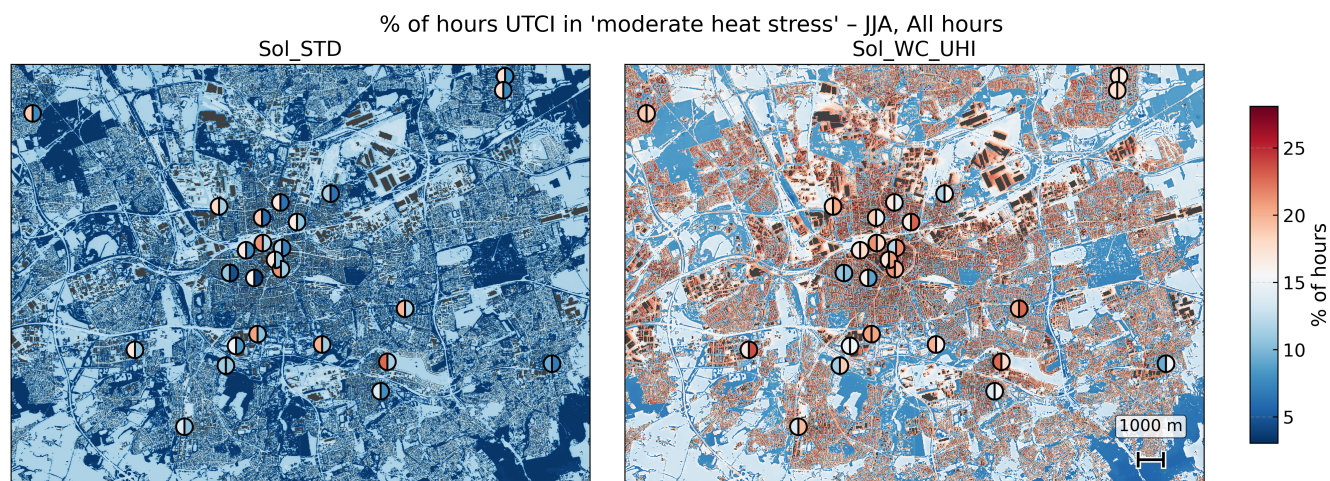 % of hours UTCI in 'moderate heat stress' – JJA, All hours
Sol_STD
Sol_WC_UHI
25
20
15
10
5
% of hours
1000 m